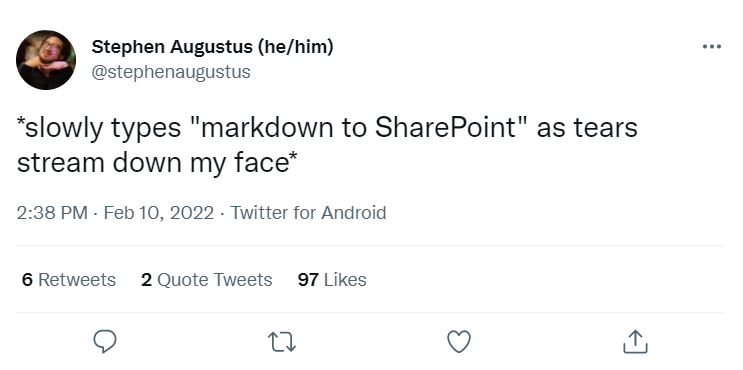 Stephen Augustus (he/him)
@stephenaugustus
*slowly types "markdown to SharePoint" as tears
stream down my face*
2:38 PM · Feb 10, 2022 · Twitter for Android
6 Retweets 2 Quote Tweets 97 Likes